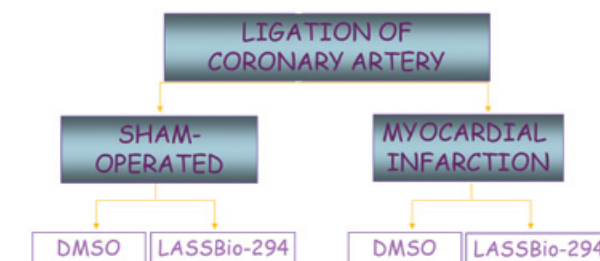 LIGATION OF
CORONARY ARTERY
SHAM-
OPERATED
MYOCARDIAL
INFARCTION
DMSO
LASSBio-294
DMSO
LASSBio-294